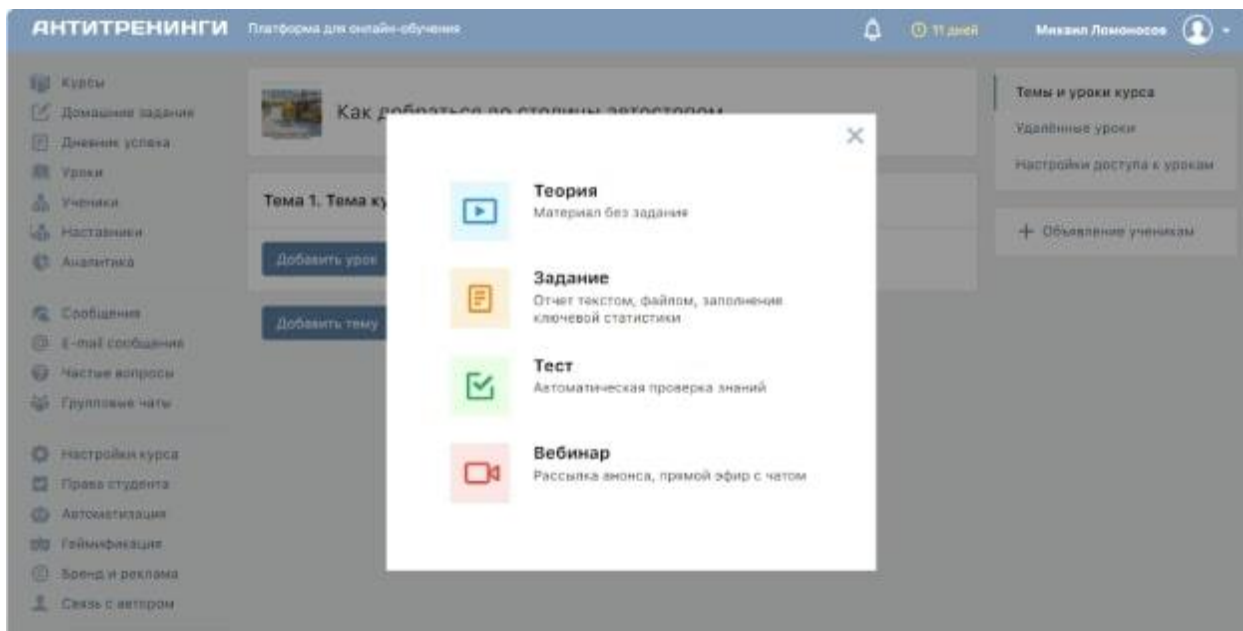 АНТИТРЕНИНГИ Платформа для онлайн-обучения 11 дней Михаил Ломоносов
Курсы
Домашние задания
Дневник успеха
Уроки
Ученики
Наставники
Аналитика
Сообщения
E-mail сообщения
Частые вопросы
Групповые чаты
Настройки курса
Права студента
Автоматизация
Геймификация
Бренд и реклама
Связь с автором
Как добраться до столицы автостопом
Тема 1. Тема ку
Добавить урок
Добавить тему
Теория
Материал без задания
Задание
Отчет текстом, файлом, заполнение
ключевой статистики
Тест
Автоматическая проверка знаний
Вебинар
Рассылка анонса, прямой эфир с чатом
Темы и уроки курса
Удалённые уроки
Настройки доступа к урокам
+ Объявление ученикам